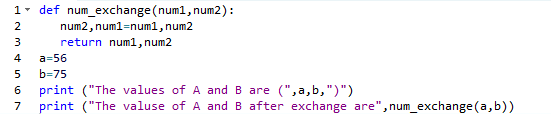 1 def num_exchange(num1,num2):
2 num2,num1=num1,num2
3 return num1,num2
4 a=56
5 b=75
6 print ("The values of A and B are (",a,b,")")
7 print ("The valuse of A and B after exchange are",num_exchange(a,b))